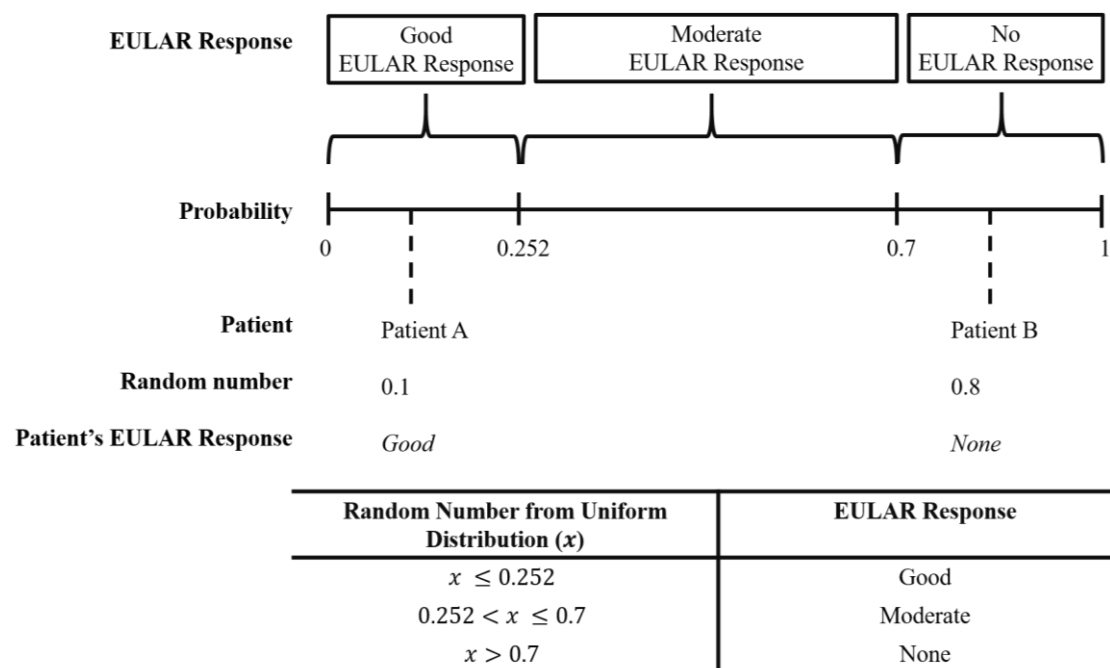 EULAR Response
Good
EULAR Response
Moderate
EULAR Response
No
EULAR Response
Probability
0
0.252
0.7
1
Patient
Patient A
Patient B
Random number
0.1
0.8
Patient’s EULAR Response
Good
None
Random Number from Uniform
Distribution (x)
EULAR Response
x ≤ 0.252
Good
0.252 < x ≤ 0.7
Moderate
x > 0.7
None